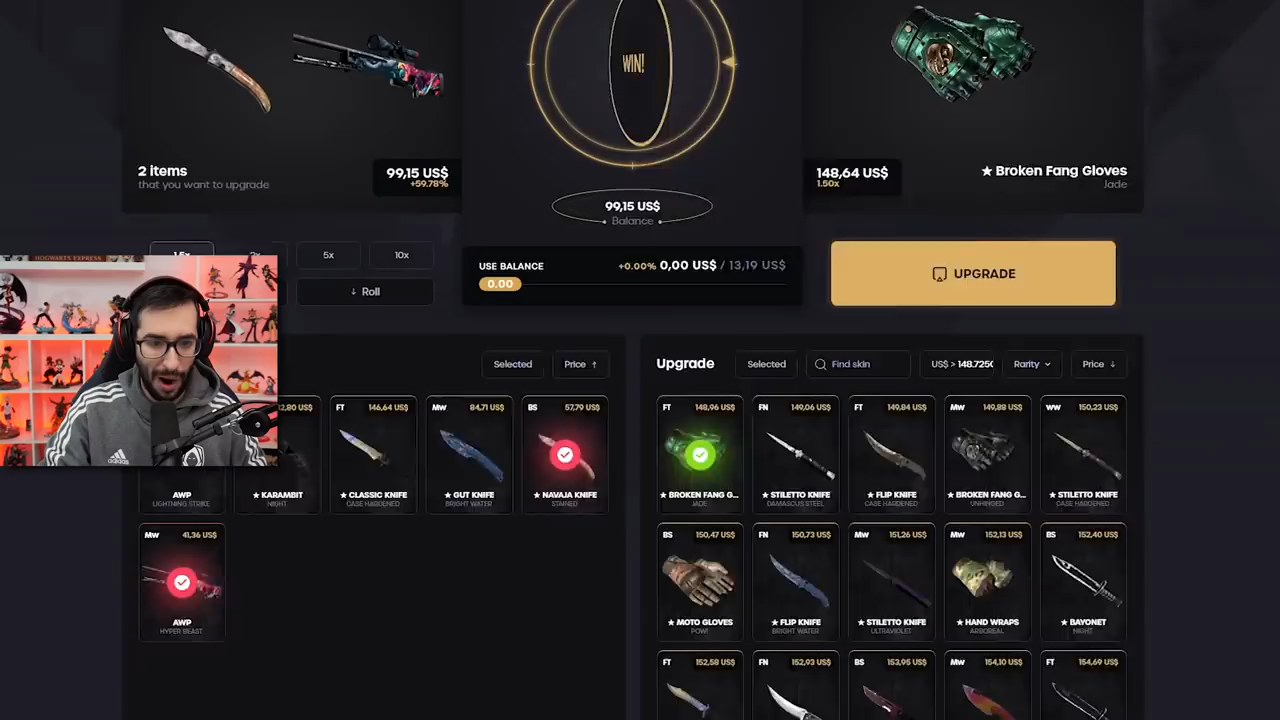 WIN!
2 items
that you want to upgrade
99,15 US$
+59.78%
148,64 US$
1.50x
★ Broken Fang Gloves
Jade
99,15 US$
Balance
5x
10x
↓ Roll
USE BALANCE
+0.00% 0,00 US$ / 13,19 US$
0.00
UPGRADE
HOGWARTS EXPRESS
adidas
Selected
Price ↑
Upgrade
Selected
Find skin
US$ > 148.725
Rarity
Price ↓
AWP
LIGHTNING STRIKE
2,80 US$
★ KARAMBIT
NIGHT
FT 146,64 US$
★ CLASSIC KNIFE
CASE HARDENED
MW 84,71 US$
★ GUT KNIFE
BRIGHT WATER
BS 57,79 US$
★ NAVAJA KNIFE
STAINED
MW 41,36 US$
AWP
HYPER BEAST
FT 148,96 US$
★ BROKEN FANG G...
JADE
FN 149,06 US$
★ STILETTO KNIFE
DAMASCUS STEEL
FT 149,84 US$
★ FLIP KNIFE
CASE HARDENED
MW 149,88 US$
★ BROKEN FANG G...
UNHINGED
WW 150,23 US$
★ STILETTO KNIFE
CASE HARDENED
BS 150,47 US$
★ MOTO GLOVES
POW!
FN 150,73 US$
★ FLIP KNIFE
BRIGHT WATER
MW 151,26 US$
★ STILETTO KNIFE
ULTRAVIOLET
MW 152,13 US$
★ HAND WRAPS
ARBOREAL
BS 152,40 US$
★ BAYONET
NIGHT
FT 152,58 US$
FN 152,93 US$
BS 153,95 US$
MW 154,10 US$
FT 154,69 US$